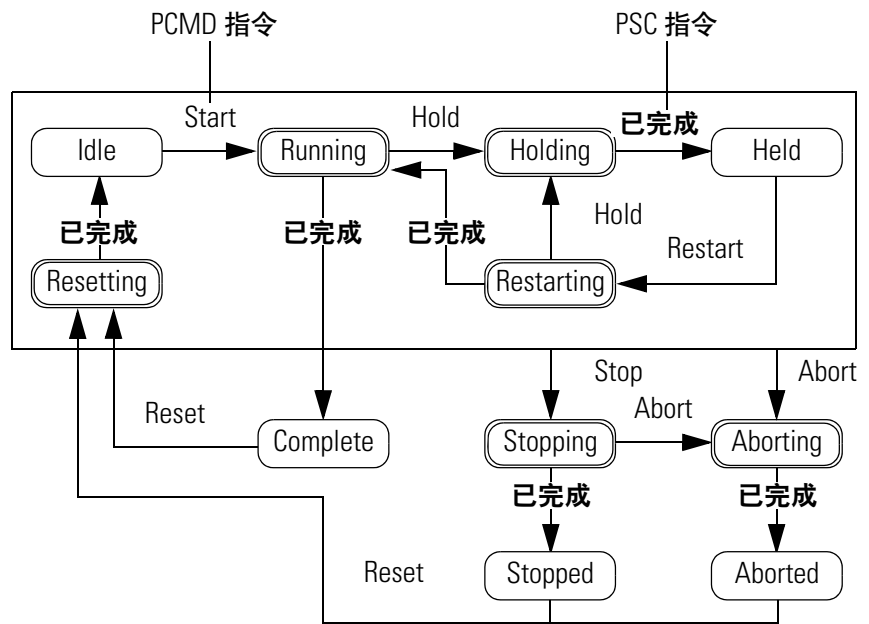 PCMD 指令
PSC 指令
Start
Hold
已完成
Idle
Running
Holding
Held
已完成
已完成
已完成
Hold
Restart
Resetting
Restarting
Stop
Abort
Reset
Abort
Complete
Stopping
Aborting
已完成
已完成
Reset
Stopped
Aborted